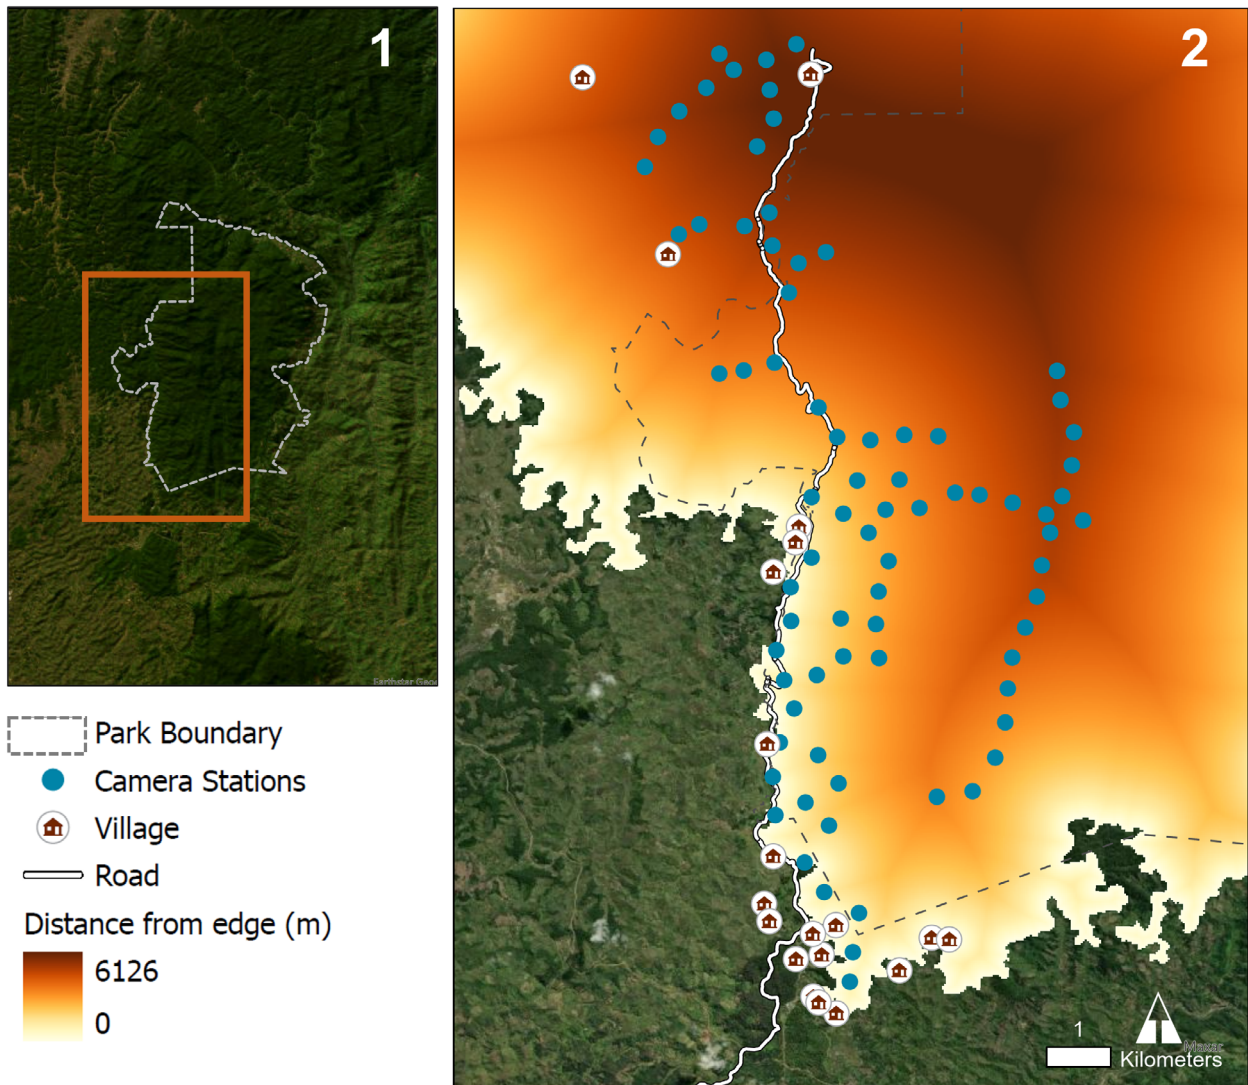 1
2
Park Boundary
Camera Stations
Village
Road
Distance from edge (m)
6126
0
1
Kilometers